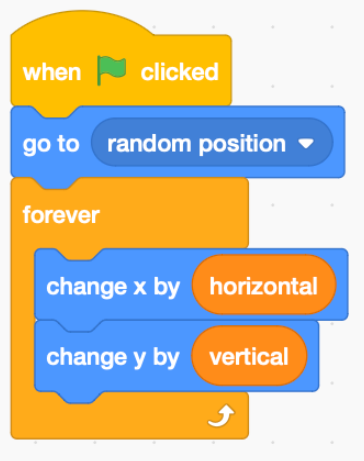 when clicked
go to random position
forever
change x by horizontal
change y by vertical